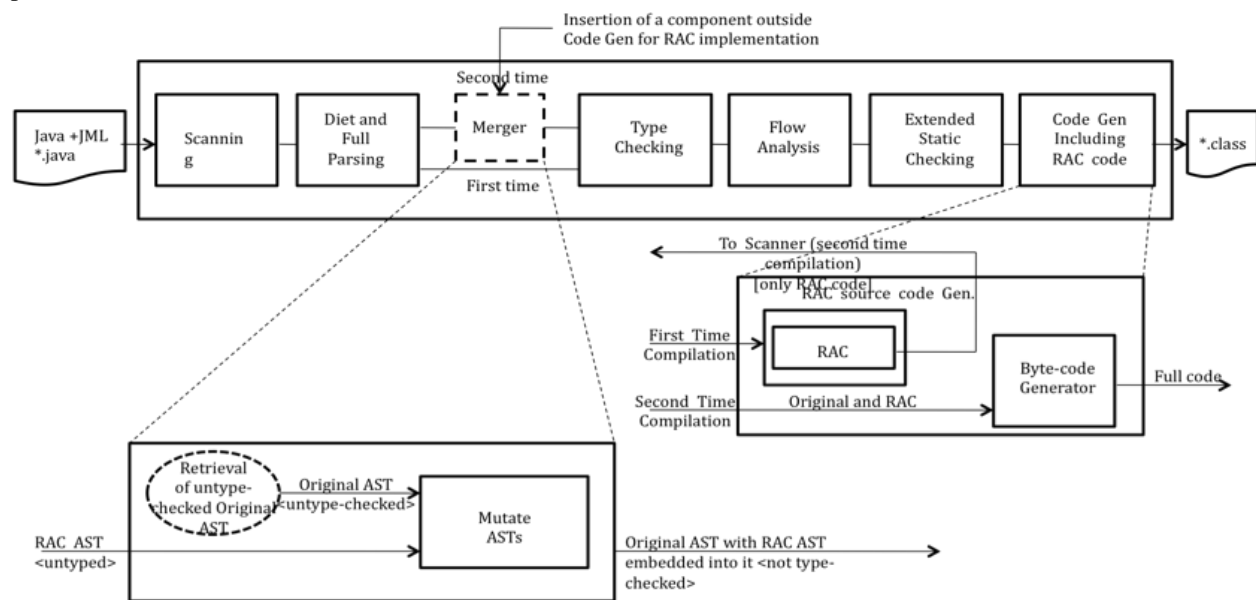 Insertion of a component outside
Code Gen for RAC implementation
Second time
Java +JML
*.java
Scannin
g
Diet and
Full
Parsing
Merger
First time
Type
Checking
Flow
Analysis
Extended
Static
Checking
Code Gen
Including
RAC code
*.class
To Scanner (second time
compilation)
[only RAC code]
RAC source code Gen.
First Time
Compilation
RAC
Byte-code
Generator
Full code
Second Time
Compilation
Original and RAC
Retrieval
of untype-
checked Original
AST
Original AST
<untype-checked>
Mutate
ASTs
RAC AST
<untyped>
Original AST with RAC AST
embedded into it <not type-
checked>